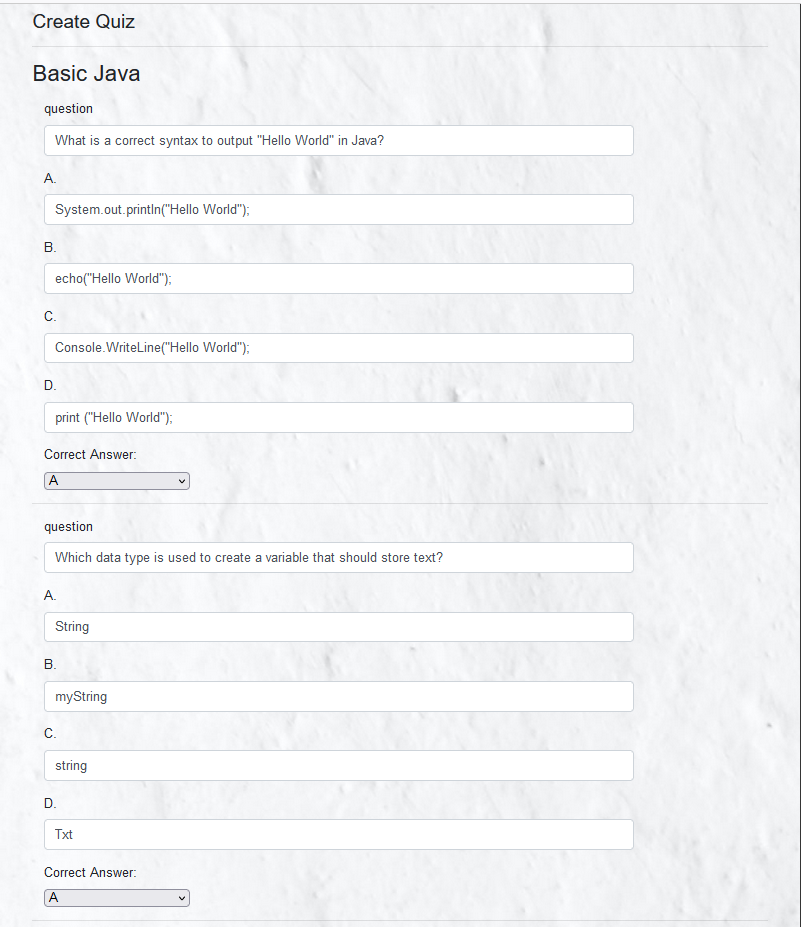 Create Quiz
Basic Java
question
What is a correct syntax to output "Hello World" in Java?
A.
System.out.println("Hello World");
B.
echo("Hello World");
C.
Console.WriteLine("Hello World");
D.
print ("Hello World");
Correct Answer:
A
question
Which data type is used to create a variable that should store text?
A.
String
B.
myString
C.
string
D.
Txt
Correct Answer:
A